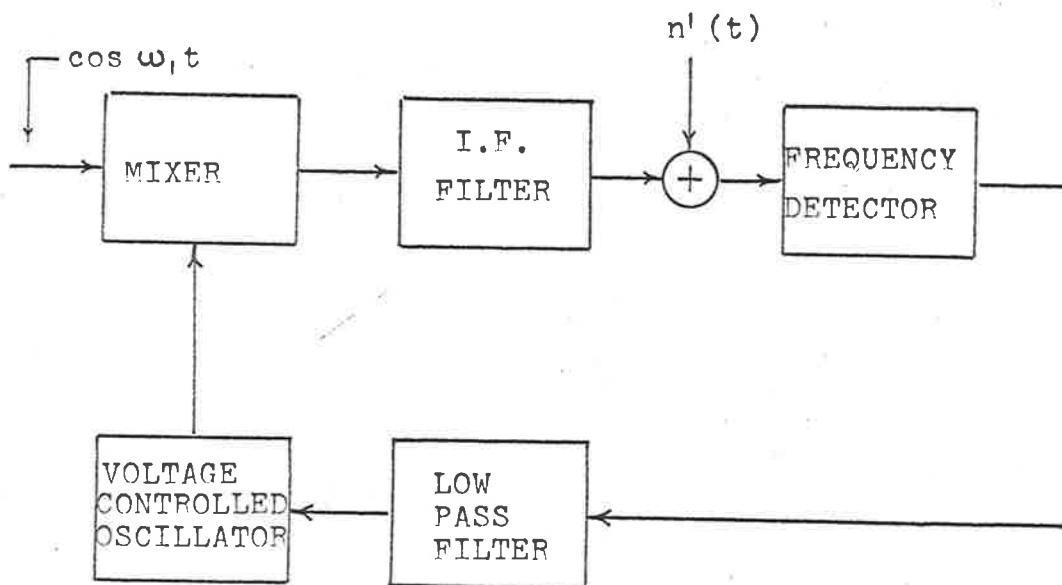 n'(t)
cos ω₁t
MIXER
I.F.
FILTER
+
FREQUENCY
DETECTOR
VOLTAGE
CONTROLLED
OSCILLATOR
LOW
PASS
FILTER